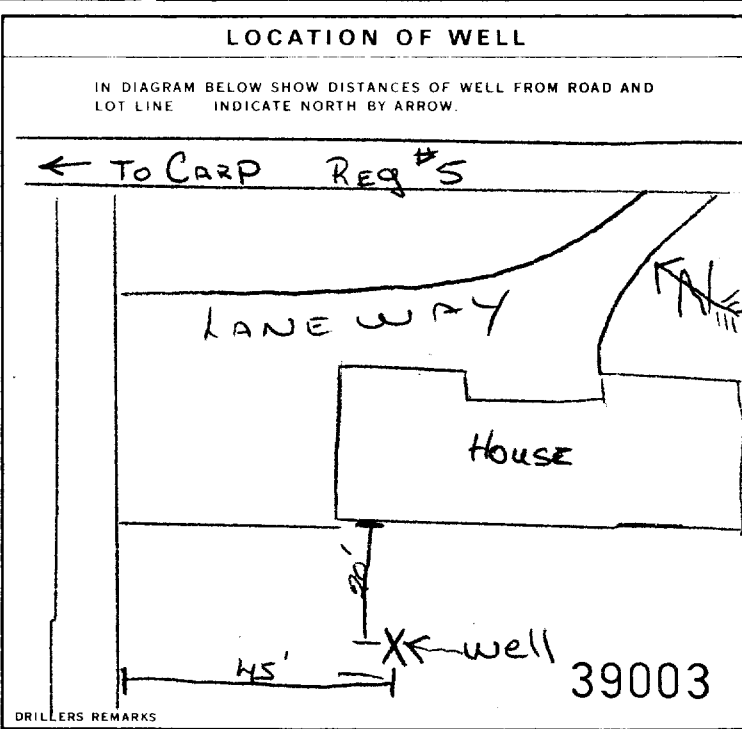 LOCATION OF WELL
IN DIAGRAM BELOW SHOW DISTANCES OF WELL FROM ROAD AND
LOT LINE INDICATE NORTH BY ARROW.
← TO CARP REG #5
LANE WAY
N
HOUSE
20'
X ← well
45'
39003
DRILLERS REMARKS